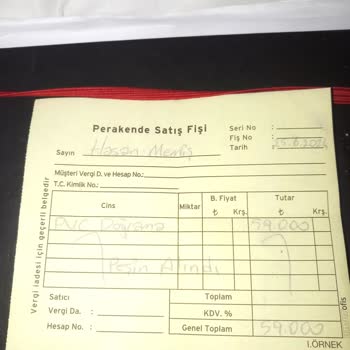 Perakende Satış Fişi
Seri No :
Fiş No :
Tarih :
Sayın Hasan
Müşteri Vergi D. ve Hesap No.:
T.C. Kimlik No.:
Cins Miktar B. Fiyat Tutar
₺ Krş. ₺ Krş.
PVC Doğrama 59.000
Peşin Alındı
Satıcı Toplam
Vergi Da. : KDV. %
Hesap No. : Genel Toplam 59.000
I.ÖRNEK
Vergi iadesi için geçerli belgedir
ofis